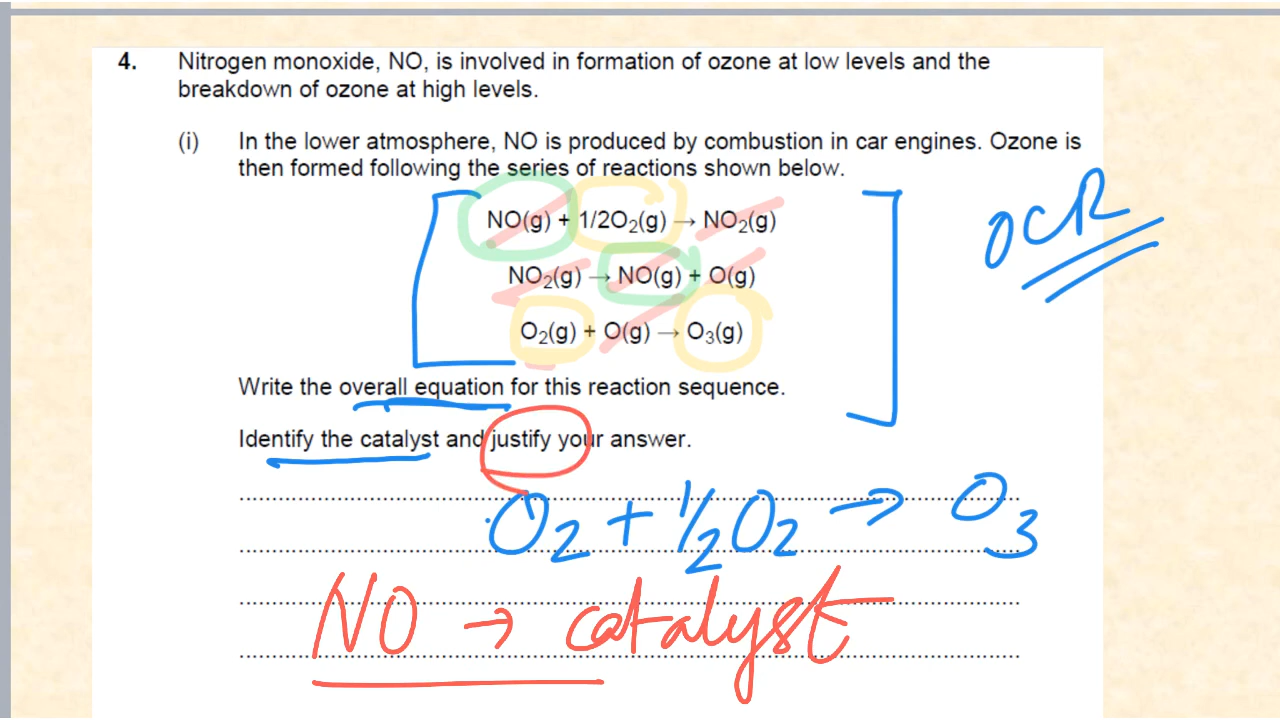 4. Nitrogen monoxide, NO, is involved in formation of ozone at low levels and the
breakdown of ozone at high levels.
(i) In the lower atmosphere, NO is produced by combustion in car engines. Ozone is
then formed following the series of reactions shown below.
NO(g) + 1/2O₂(g) → NO₂(g)
OCR
NO₂(g) → NO(g) + O(g)
O₂(g) + O(g) → O₃(g)
Write the overall equation for this reaction sequence.
Identify the catalyst and justify your answer.
O₂ + ½O₂ → O₃
NO → catalyst